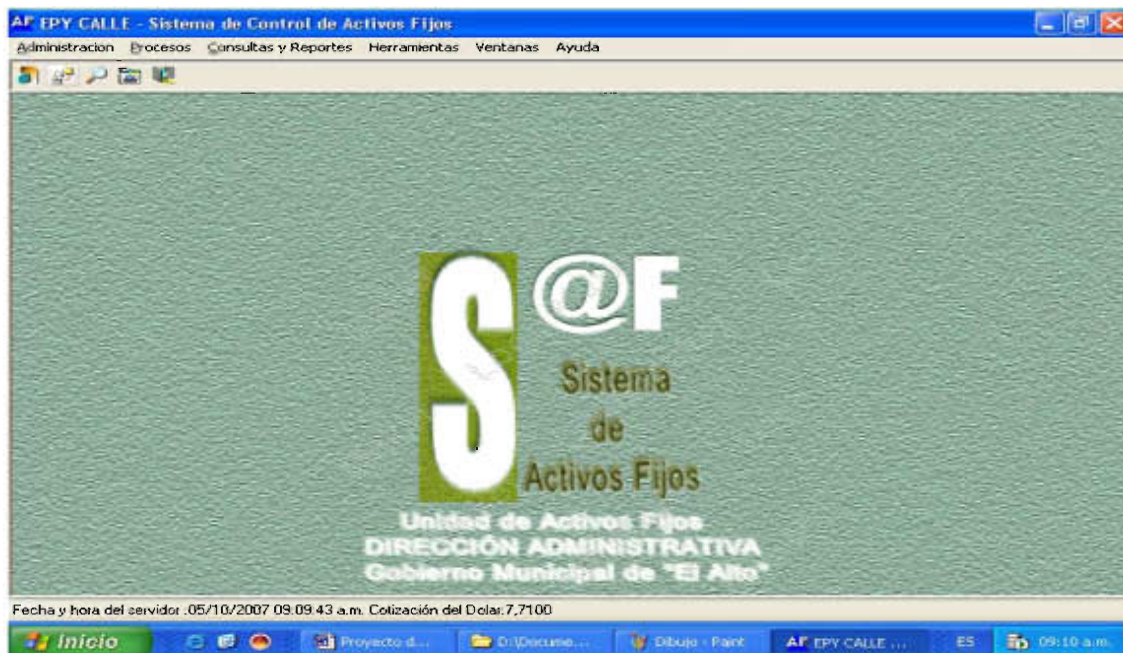 AF EPY CALLE - Sistema de Control de Activos Fijos
Administracion Procesos Consultas y Reportes Herramientas Ventanas Ayuda
S@F
Sistema
de
Activos Fijos
Unidad de Activos Fijos
DIRECCIÓN ADMINISTRATIVA
Gobierno Municipal de "El Alto"
Fecha y hora del servidor :05/10/2007 09:09:43 a.m. Cotización del Dolar:7,7100
Inicio Proyecto d... D:\Docume... Dibujo - Paint AF EPY CALLE ... ES 09:10 a.m.